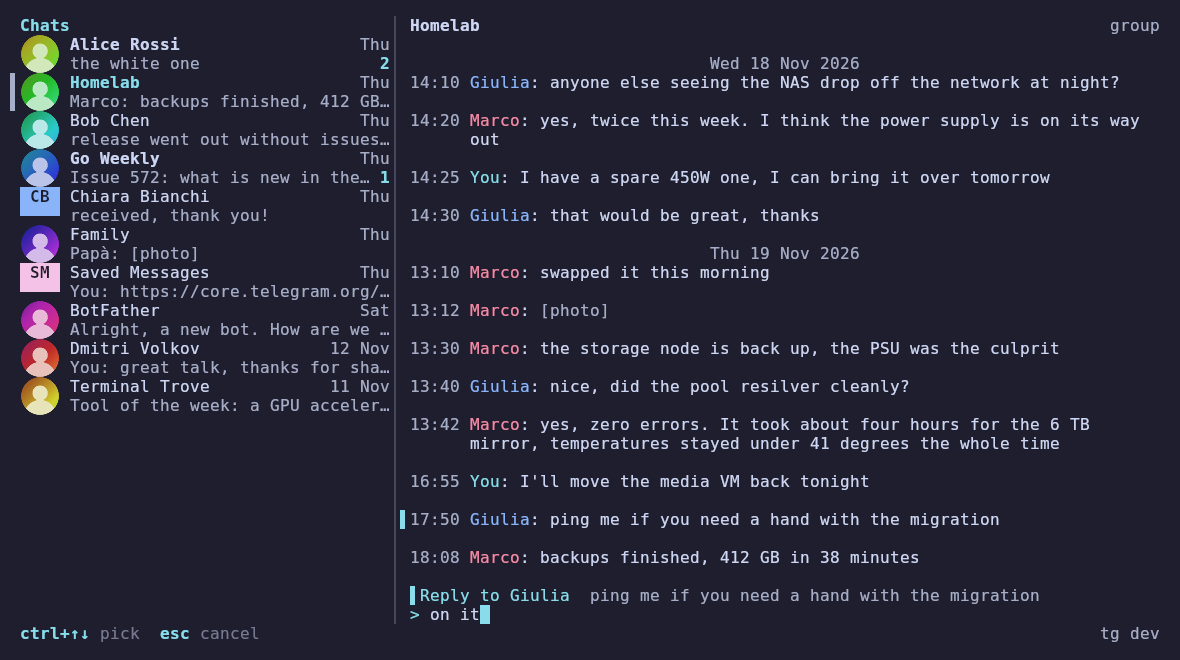 Chats
Alice Rossi Thu
the white one 2
Homelab Thu
Marco: backups finished, 412 GB…
Bob Chen Thu
release went out without issues…
Go Weekly Thu
Issue 572: what is new in the… 1
CB Chiara Bianchi Thu
received, thank you!
Family Thu
Papà: [photo]
SM Saved Messages Thu
You: https://core.telegram.org/…
BotFather Sat
Alright, a new bot. How are we …
Dmitri Volkov 12 Nov
You: great talk, thanks for sha…
Terminal Trove 11 Nov
Tool of the week: a GPU acceler…
Homelab group
Wed 18 Nov 2026
14:10 Giulia: anyone else seeing the NAS drop off the network at night?
14:20 Marco: yes, twice this week. I think the power supply is on its way
out
14:25 You: I have a spare 450W one, I can bring it over tomorrow
14:30 Giulia: that would be great, thanks
Thu 19 Nov 2026
13:10 Marco: swapped it this morning
13:12 Marco: [photo]
13:30 Marco: the storage node is back up, the PSU was the culprit
13:40 Giulia: nice, did the pool resilver cleanly?
13:42 Marco: yes, zero errors. It took about four hours for the 6 TB
mirror, temperatures stayed under 41 degrees the whole time
16:55 You: I'll move the media VM back tonight
17:50 Giulia: ping me if you need a hand with the migration
18:08 Marco: backups finished, 412 GB in 38 minutes
Reply to Giulia ping me if you need a hand with the migration
> on it
ctrl+↑↓ pick esc cancel tg dev